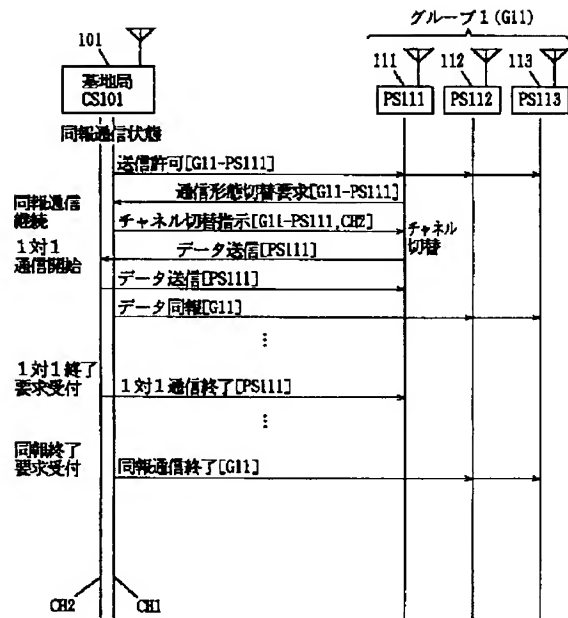 グループ1 (G11)
101
111
112
113
基地局
CS101
PS111
PS112
PS113
同報通信状態
送信許可[G11-PS111]
通信形態切替要求[G11-PS111]
同報通信
継続
チャネル切替指示[G11-PS111,CH2]
チャネル
切替
1対1
通信開始
データ送信[PS111]
データ送信[PS111]
データ同報[G11]
1対1終了
要求受付
1対1通信終了[PS111]
同報終了
要求受付
同報通信終了[G11]
CH2
CH1